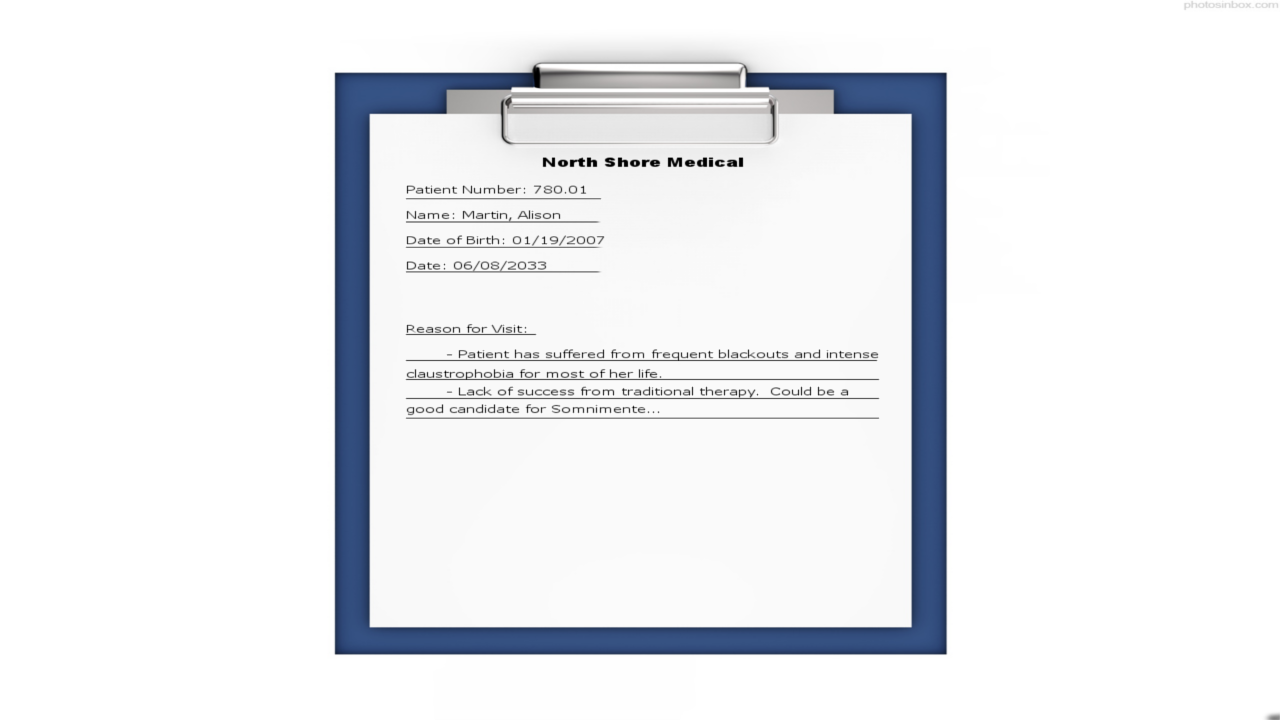 photosinbox.com
North Shore Medical
Patient Number: 780.01
Name: Martin, Alison
Date of Birth: 01/19/2007
Date: 06/08/2033
Reason for Visit:
- Patient has suffered from frequent blackouts and intense
claustrophobia for most of her life.
- Lack of success from traditional therapy.  Could be a
good candidate for Somnimente...